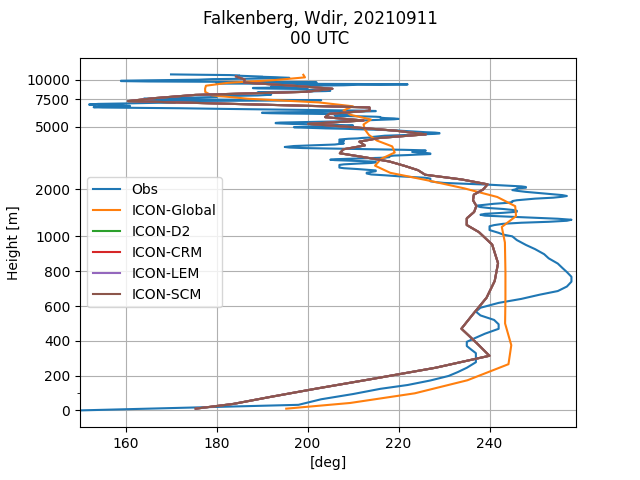 Falkenberg, Wdir, 20210911
00 UTC
10000
7500
5000
2000
1000
800
600
400
200
0
Height [m]
Obs
ICON-Global
ICON-D2
ICON-CRM
ICON-LEM
ICON-SCM
160
180
200
220
240
[deg]